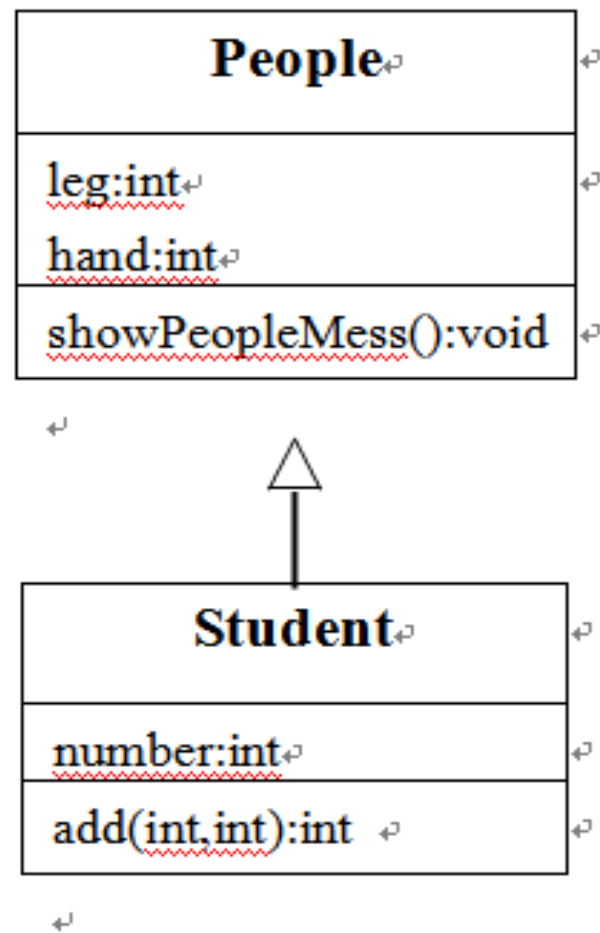 People
leg:int
hand:int
showPeopleMess():void
Student
number:int
add(int,int):int